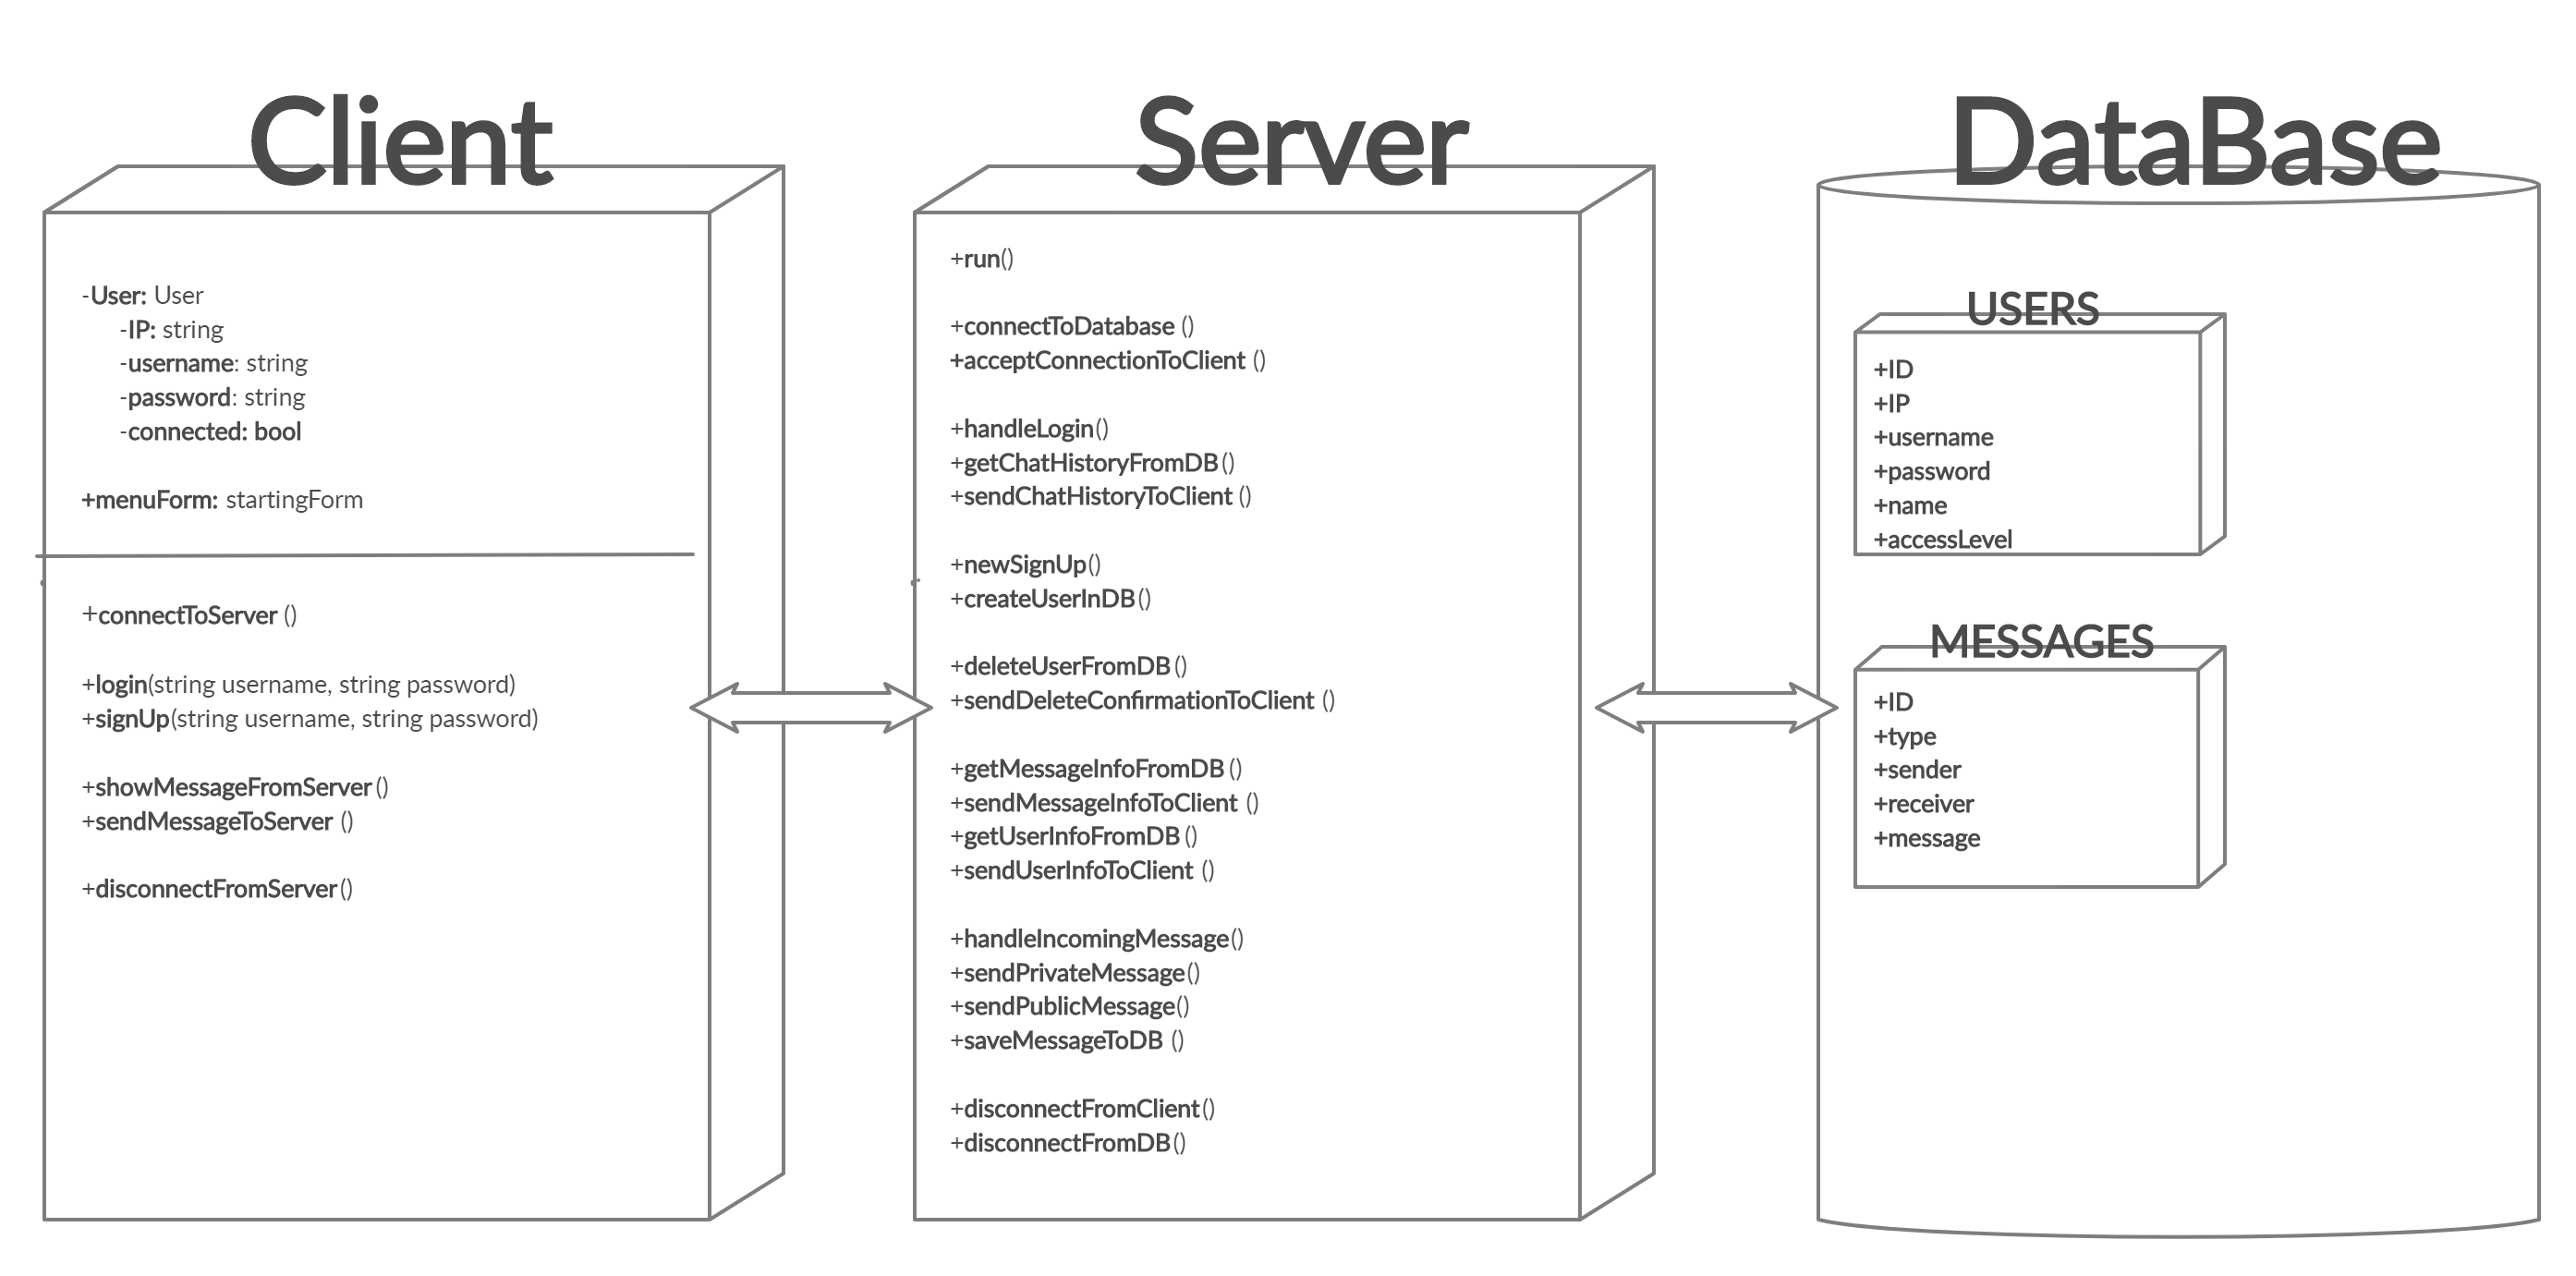 Client
-User: User
-IP: string
-username: string
-password: string
-connected: bool
+menuForm: startingForm
+connectToServer ()
+login(string username, string password)
+signUp(string username, string password)
+showMessageFromServer()
+sendMessageToServer ()
+disconnectFromServer()
Server
+run()
+connectToDatabase ()
+acceptConnectionToClient ()
+handleLogin()
+getChatHistoryFromDB()
+sendChatHistoryToClient ()
+newSignUp()
+createUserInDB()
+deleteUserFromDB()
+sendDeleteConfirmationToClient ()
+getMessageInfoFromDB()
+sendMessageInfoToClient ()
+getUserInfoFromDB()
+sendUserInfoToClient ()
+handleIncomingMessage()
+sendPrivateMessage()
+sendPublicMessage()
+saveMessageToDB ()
+disconnectFromClient()
+disconnectFromDB()
DataBase
USERS
+ID
+IP
+username
+password
+name
+accessLevel
MESSAGES
+ID
+type
+sender
+receiver
+message